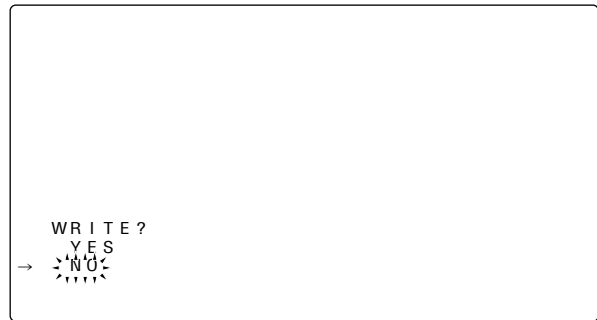 WRITE?
YES
→ NO